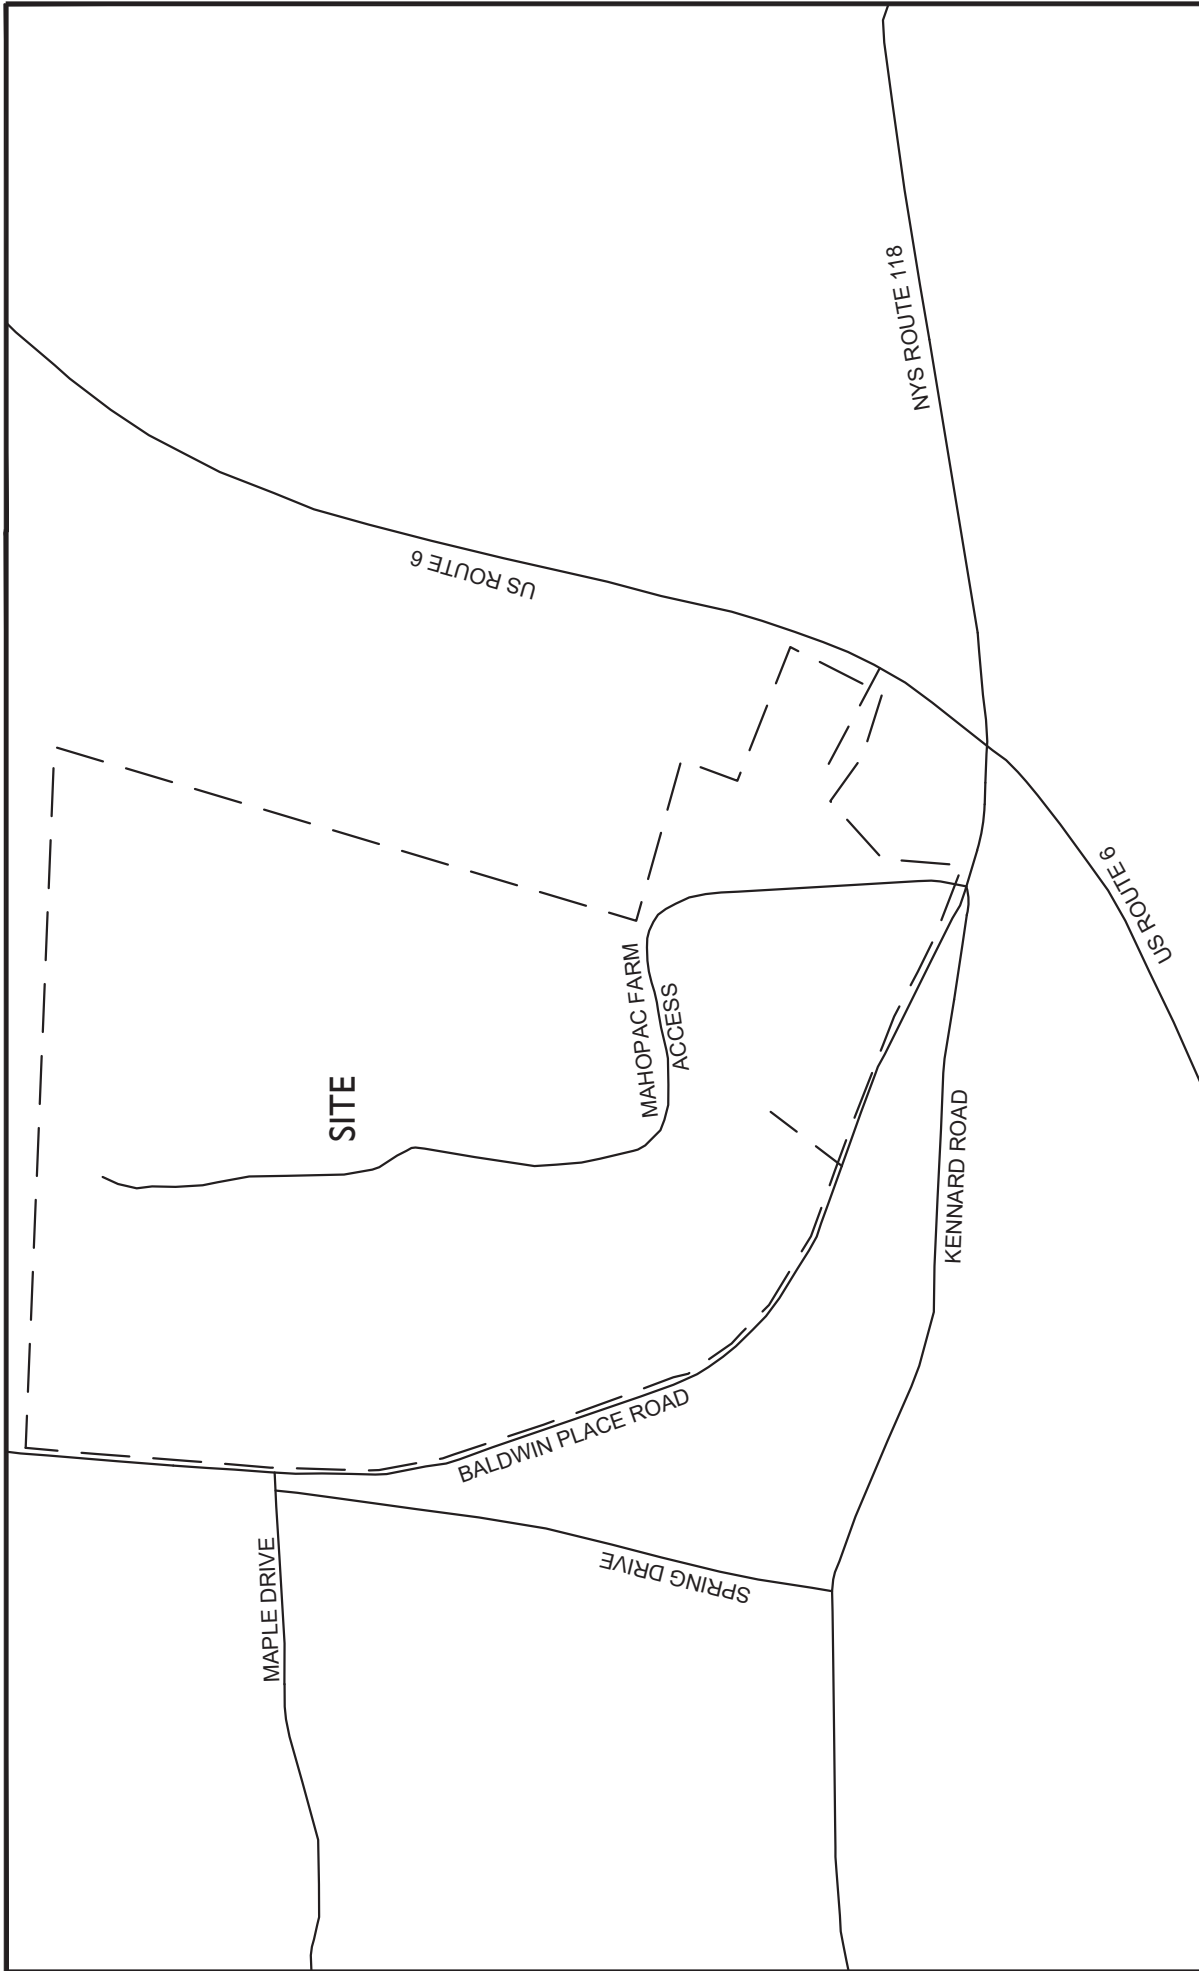 NYS ROUTE 118
US ROUTE 6
US ROUTE 6
MAHOPAC FARM
ACCESS
SITE
KENNARD ROAD
BALDWIN PLACE ROAD
SPRING DRIVE
MAPLE DRIVE